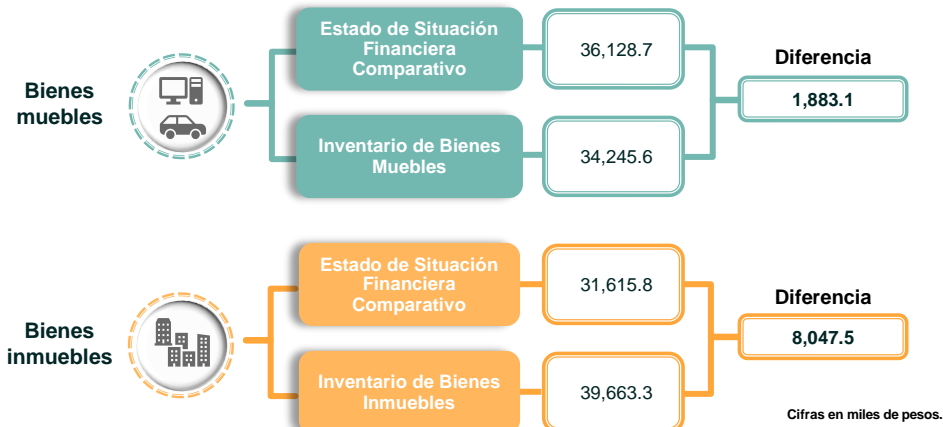 Bienes
muebles
Estado de Situación
Financiera
Comparativo
36,128.7
Inventario de Bienes
Muebles
34,245.6
Diferencia
1,883.1
Bienes
inmuebles
Estado de Situación
Financiera
Comparativo
31,615.8
Inventario de Bienes
Inmuebles
39,663.3
Diferencia
8,047.5
Cifras en miles de pesos.